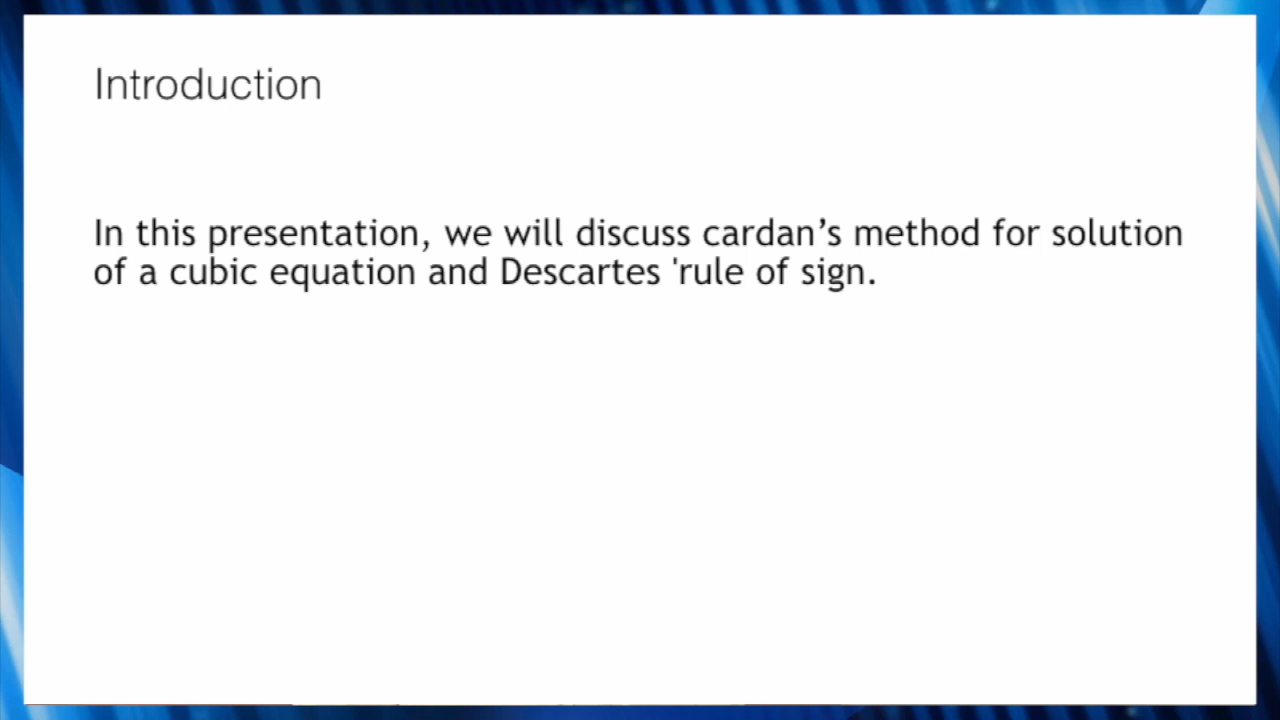 Introduction
In this presentation, we will discuss cardan’s method for solution
of a cubic equation and Descartes 'rule of sign.